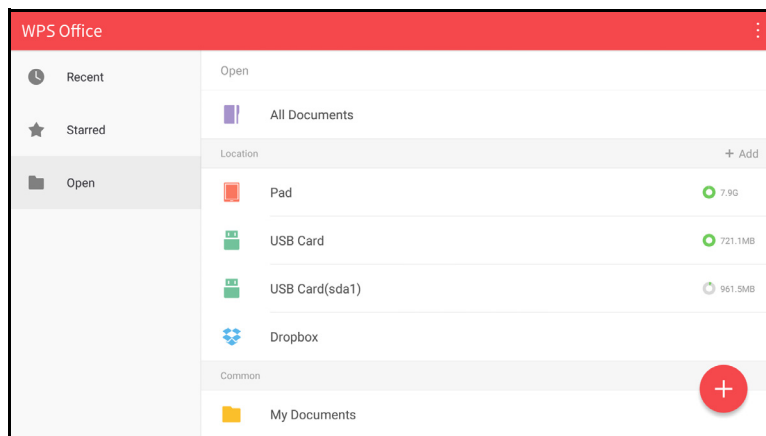 WPS Office
Recent
Starred
Open
Open
All Documents
Location + Add
Pad 7.9G
USB Card 721.1MB
USB Card(sda1) 961.5MB
Dropbox
Common
My Documents